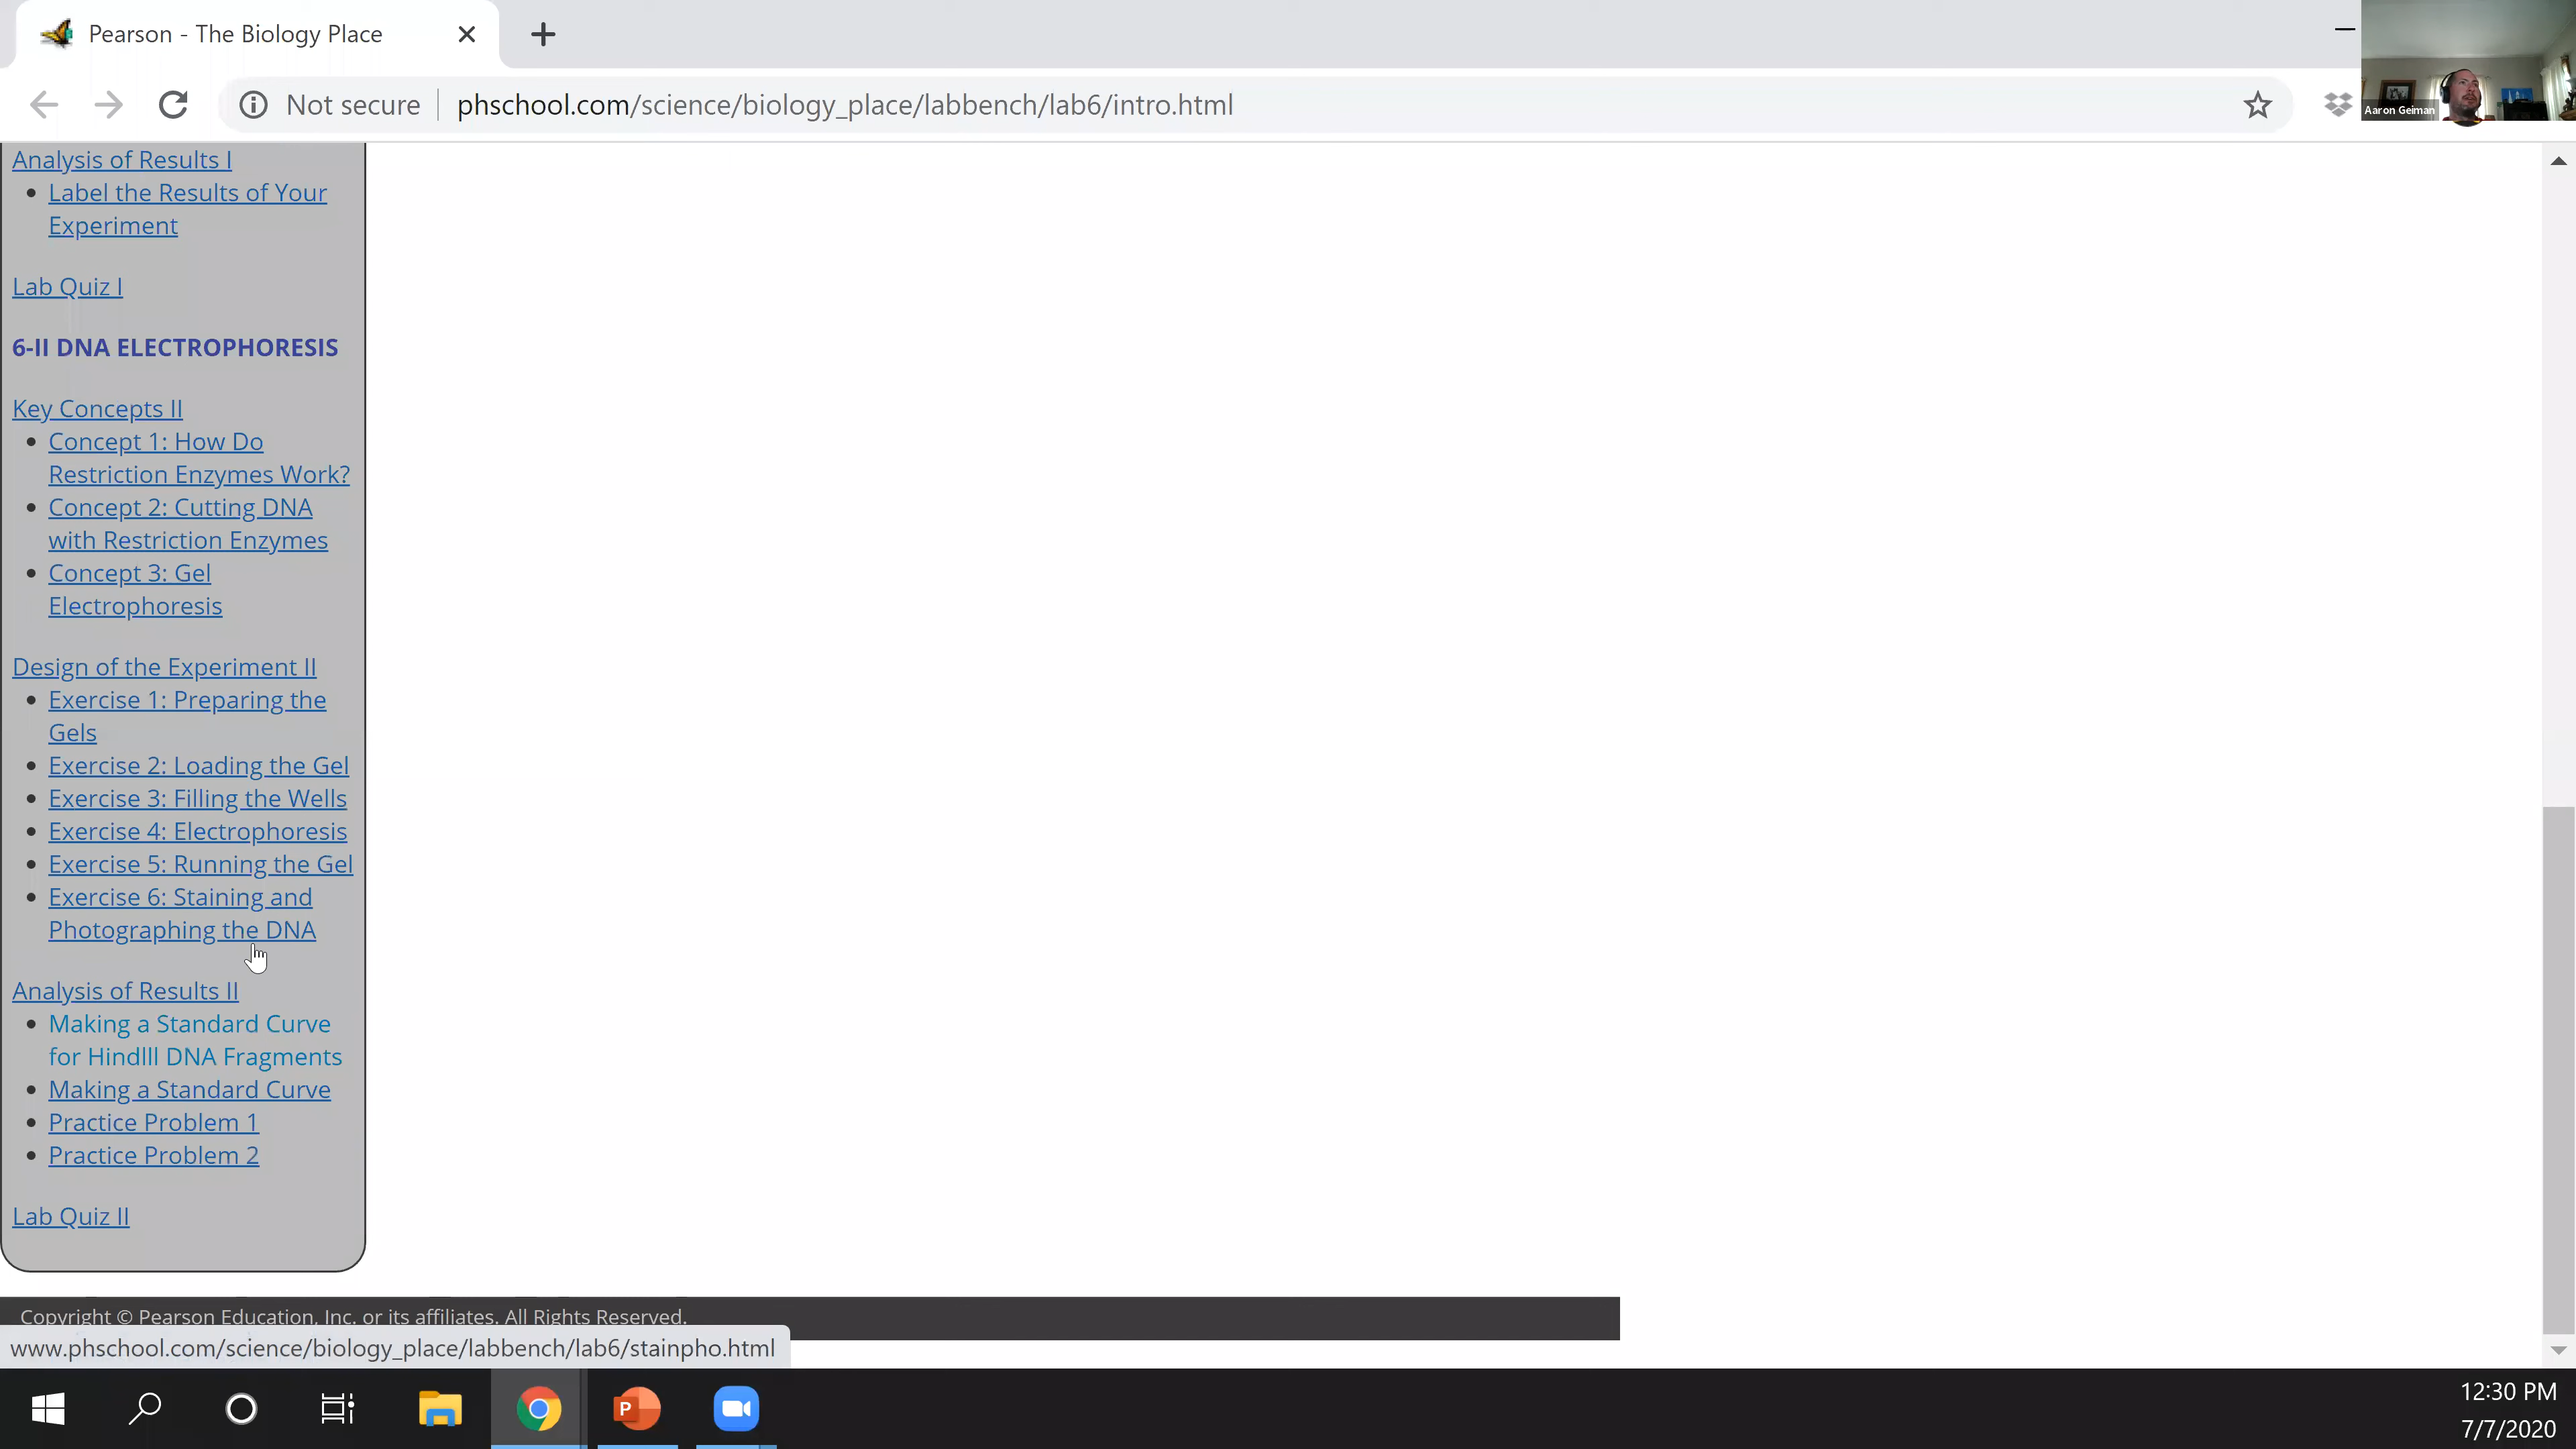 Pearson - The Biology Place
Not secure
phschool.com/science/biology_place/labbench/lab6/intro.html
Aaron Geiman
Analysis of Results I
Label the Results of Your
Experiment
Lab Quiz I
6-II DNA ELECTROPHORESIS
Key Concepts II
Concept 1: How Do
Restriction Enzymes Work?
Concept 2: Cutting DNA
with Restriction Enzymes
Concept 3: Gel
Electrophoresis
Design of the Experiment II
Exercise 1: Preparing the
Gels
Exercise 2: Loading the Gel
Exercise 3: Filling the Wells
Exercise 4: Electrophoresis
Exercise 5: Running the Gel
Exercise 6: Staining and
Photographing the DNA
Analysis of Results II
Making a Standard Curve
for Hindlll DNA Fragments
Making a Standard Curve
Practice Problem 1
Practice Problem 2
Lab Quiz II
Copyright © Pearson Education, Inc. or its affiliates. All Rights Reserved.
www.phschool.com/science/biology_place/labbench/lab6/stainpho.html
P
12:30 PM
7/7/2020